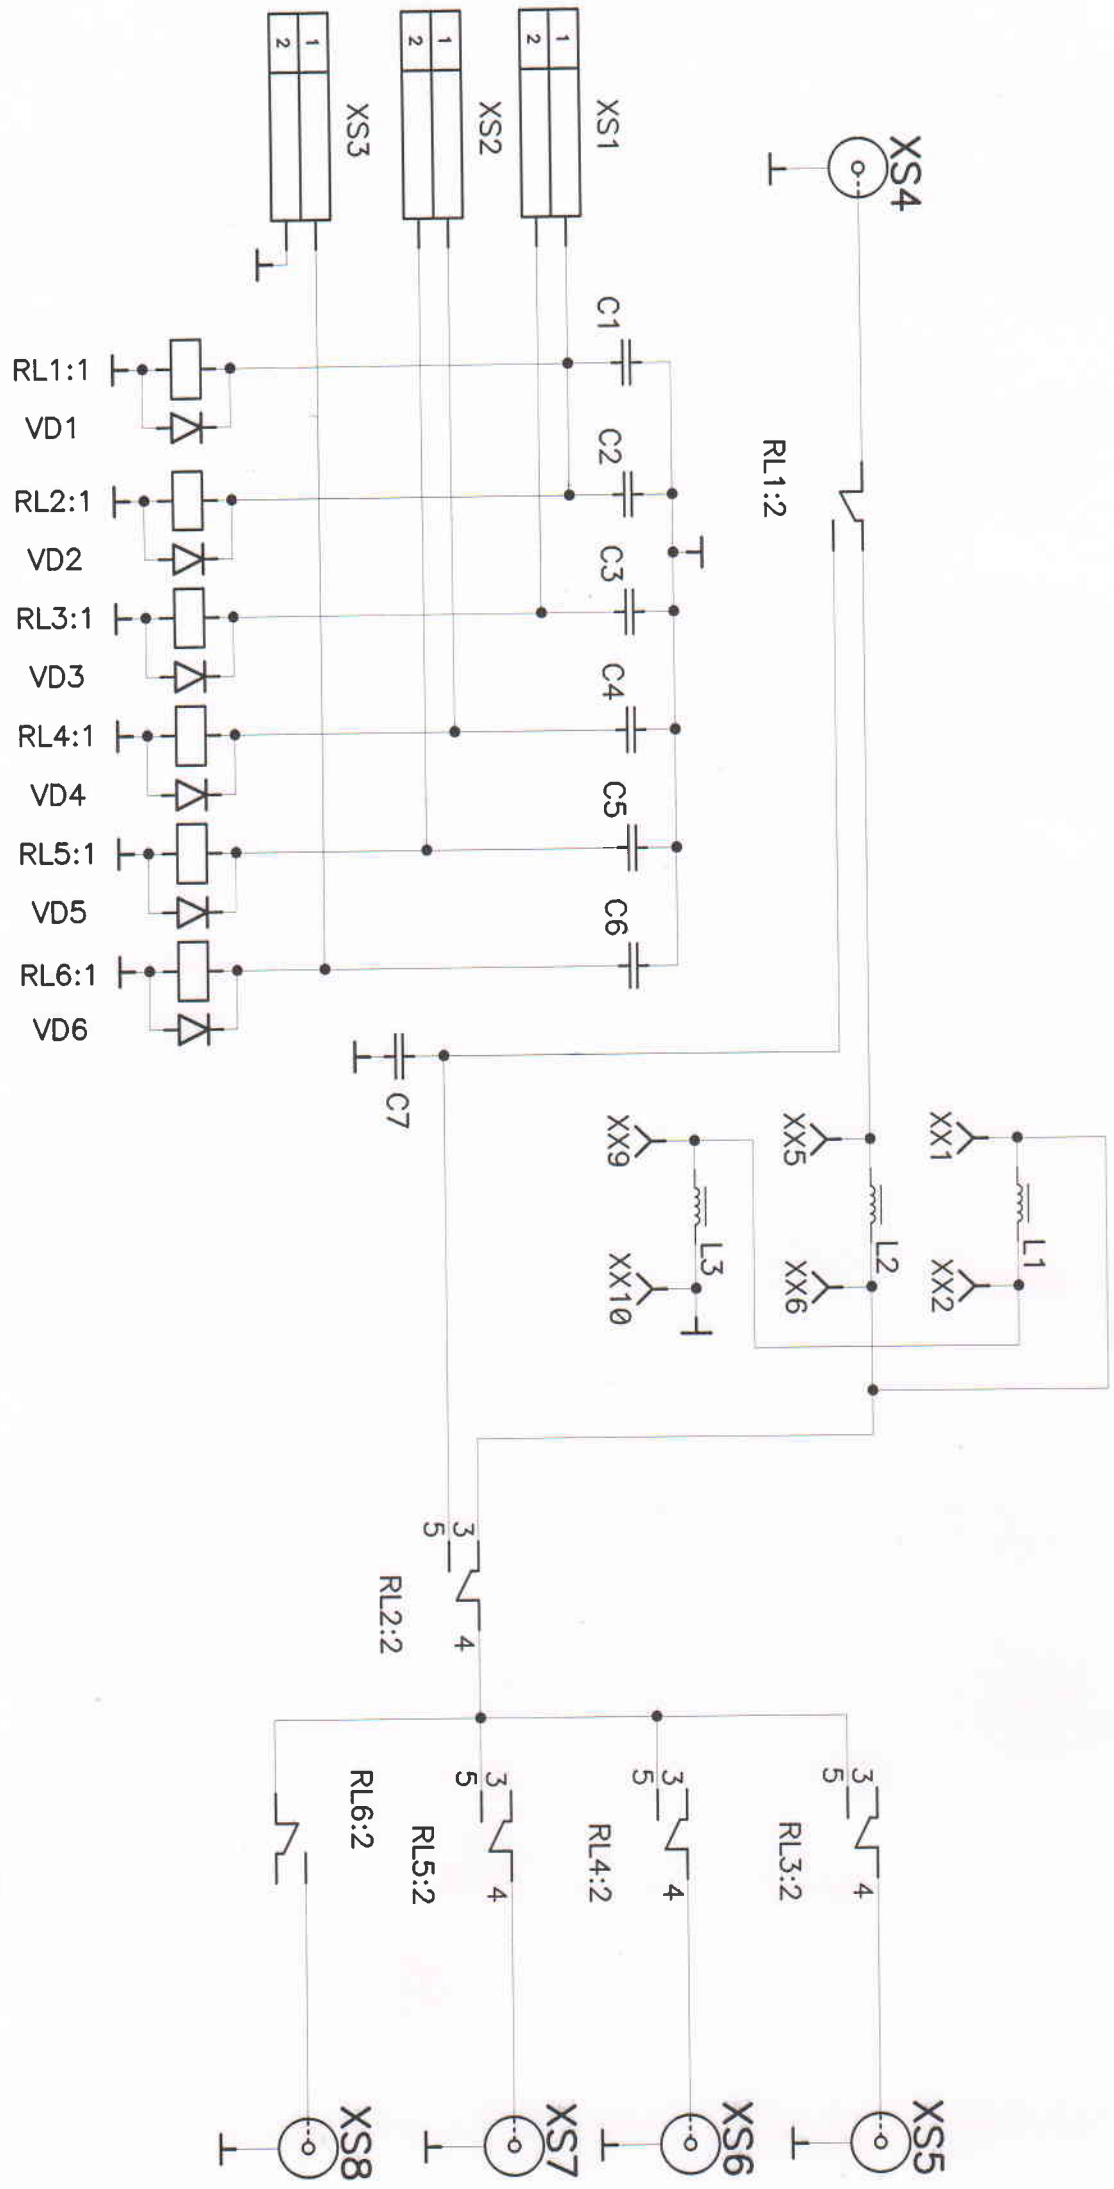 XS4
XS1
1
2
XS2
1
2
XS3
1
2
C1
C2
C3
C4
C5
C6
C7
RL1:1
VD1
RL2:1
VD2
RL3:1
VD3
RL4:1
VD4
RL5:1
VD5
RL6:1
VD6
RL1:2
XX1
L1
XX2
XX5
L2
XX6
XX9
L3
XX10
3
5
4
RL2:2
3
5
4
RL3:2
3
5
4
RL4:2
3
5
4
RL5:2
RL6:2
XS5
XS6
XS7
XS8